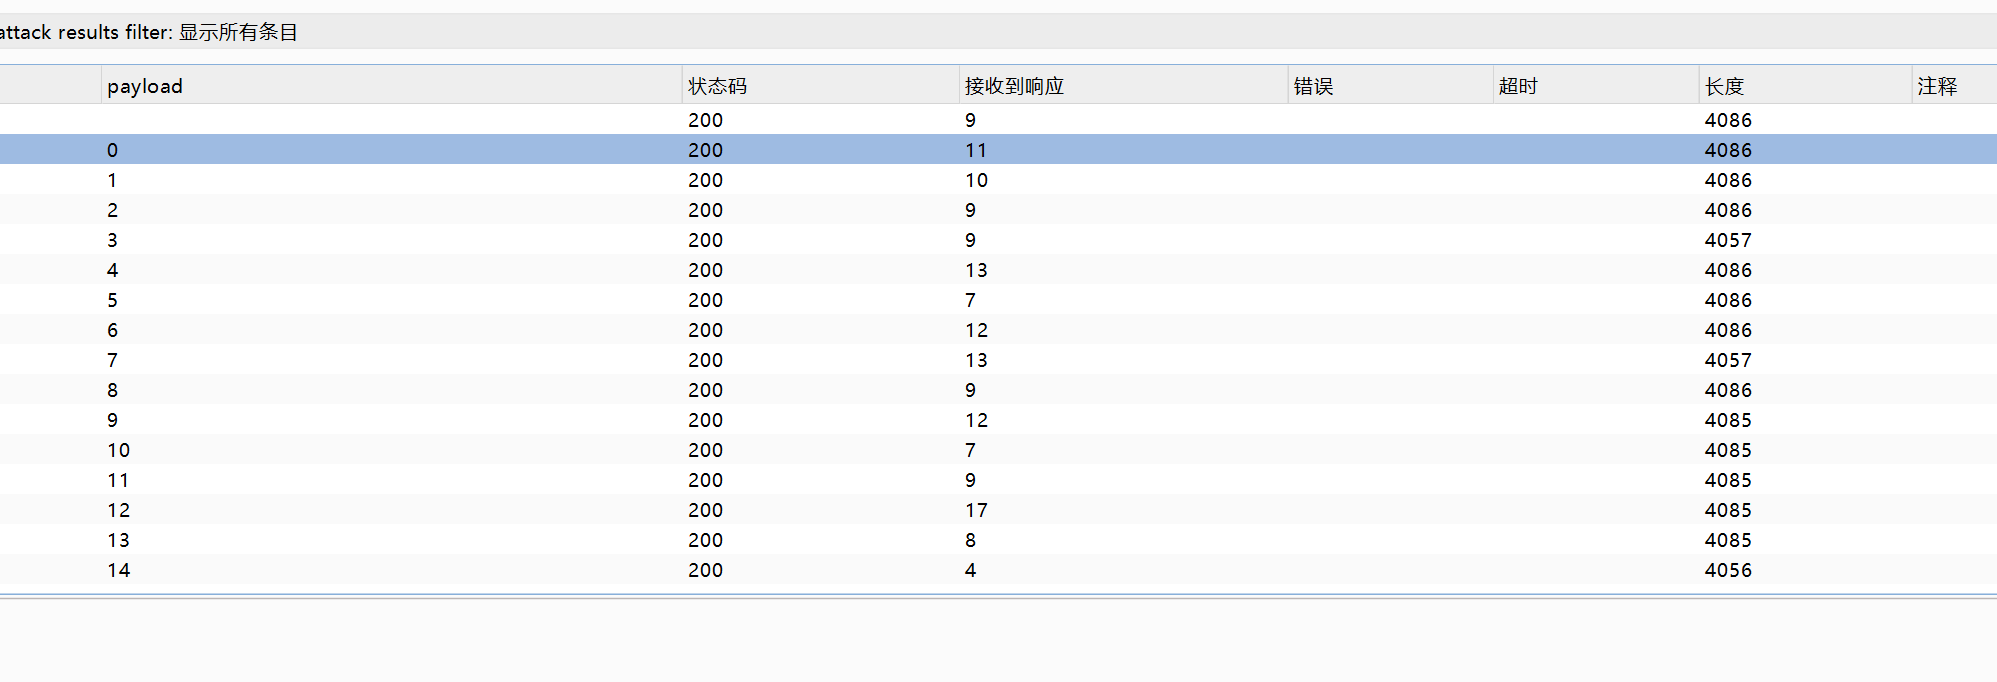 attack results filter: 显示所有条目
payload 状态码 接收到响应 错误 超时 长度 注释
200 9 4086
0 200 11 4086
1 200 10 4086
2 200 9 4086
3 200 9 4057
4 200 13 4086
5 200 7 4086
6 200 12 4086
7 200 13 4057
8 200 9 4086
9 200 12 4085
10 200 7 4085
11 200 9 4085
12 200 17 4085
13 200 8 4085
14 200 4 4056